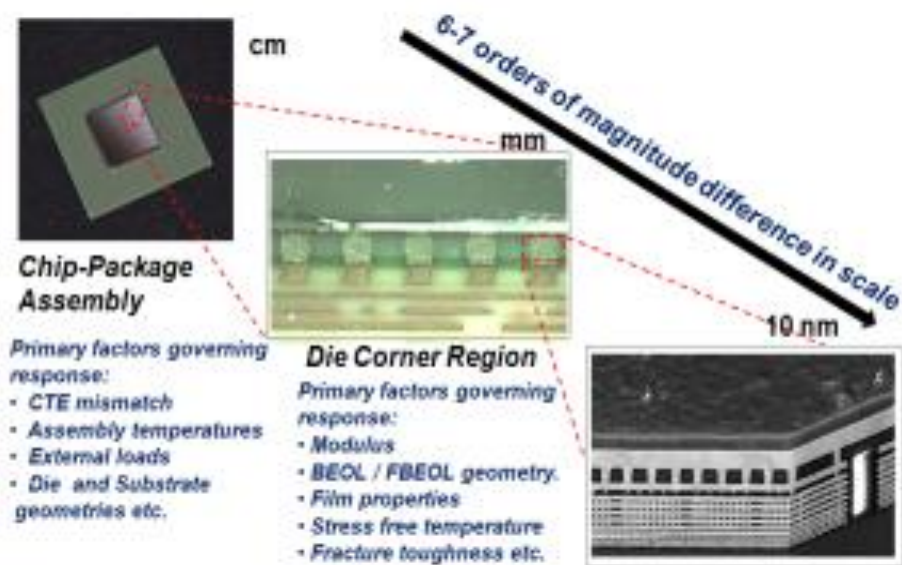 cm
6-7 orders of magnitude difference in scale
mm
10 nm
Chip-Package
Assembly
Primary factors governing
response:
• CTE mismatch
• Assembly temperatures
• External loads
• Die and Substrate
geometries etc.
Die Corner Region
Primary factors governing
response:
• Modulus
• BEOL / FBEOL geometry.
• Film properties
• Stress free temperature
• Fracture toughness etc.